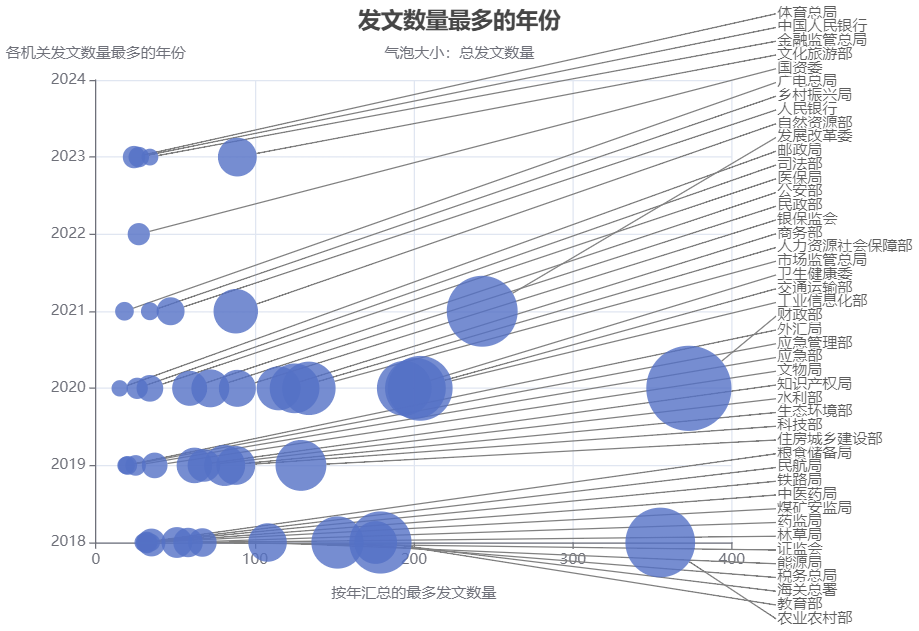 发文数量最多的年份
各机关发文数量最多的年份
气泡大小：总发文数量
2024
2023
2022
2021
2020
2019
2018
0
100
200
300
400
按年汇总的最多发文数量
体育总局
中国人民银行
金融监管总局
文化旅游部
国资委
广电总局
乡村振兴局
人民银行
自然资源部
发展改革委
邮政局
司法部
医保局
公安部
民政部
银保监会
商务部
人力资源社会保障部
市场监管总局
卫生健康委
交通运输部
工业信息化部
财政部
外汇局
应急管理部
应急部
文物局
知识产权局
水利部
生态环境部
科技部
住房城乡建设部
粮食储备局
民航局
铁路局
中医药局
煤矿安监局
药监局
林草局
证监会
能源局
税务总局
海关总署
教育部
农业农村部